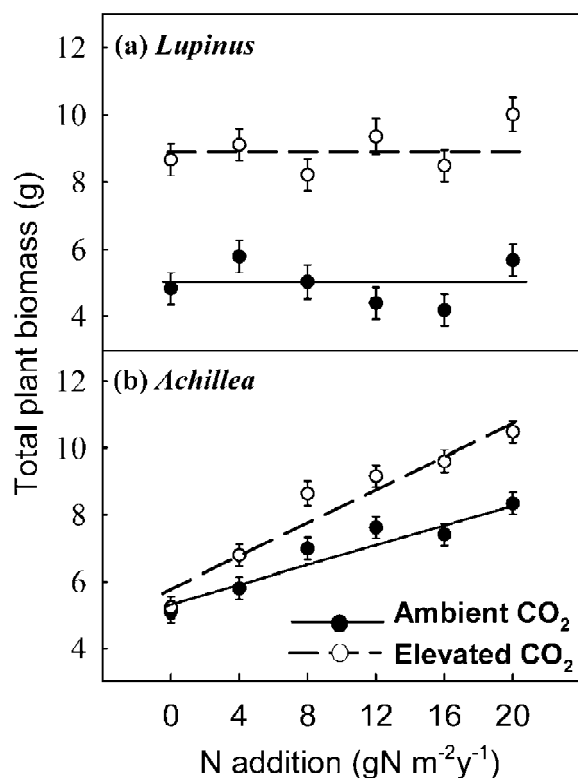 Total plant biomass (g)
(a) Lupinus
12
10
8
6
4
(b) Achillea
12
10
8
6
4
Ambient CO₂
Elevated CO₂
0 4 8 12 16 20
N addition (gN m⁻²y⁻¹)